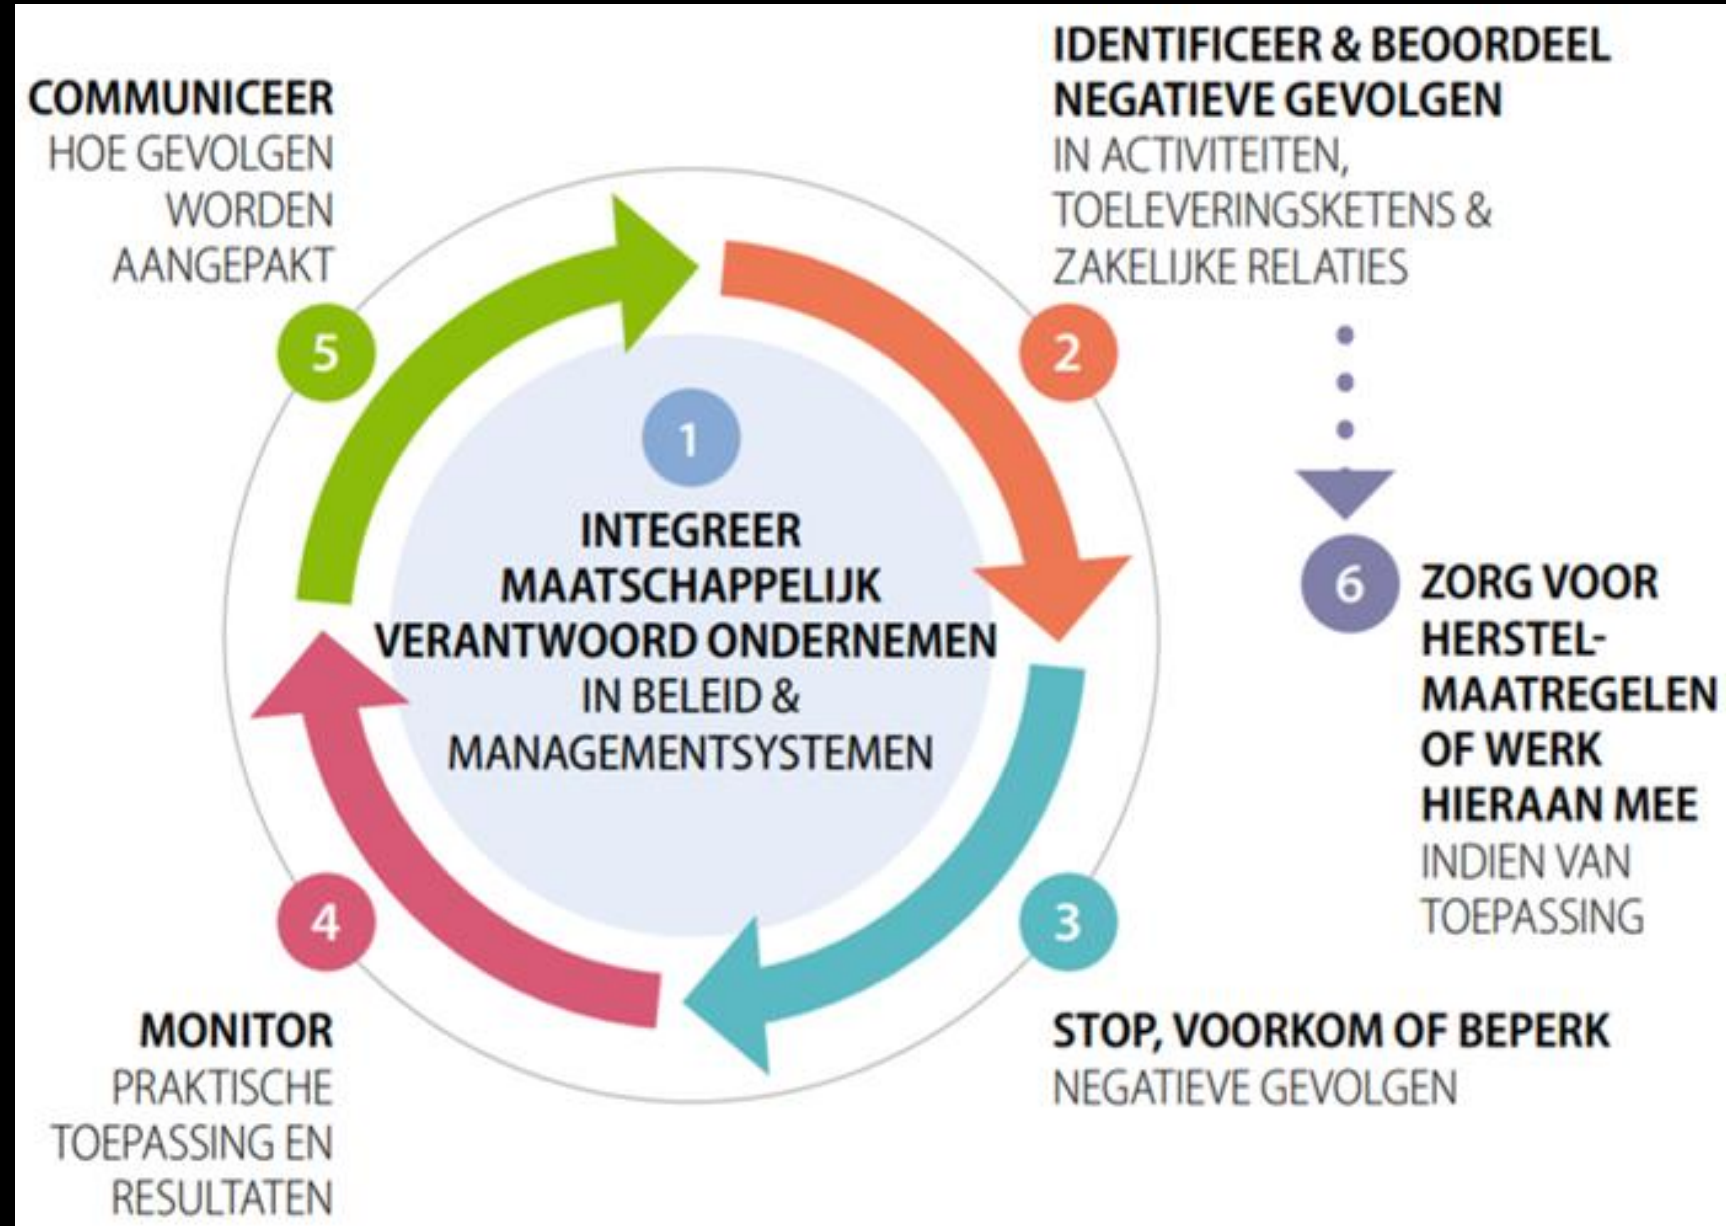 1
INTEGREER
MAATSCHAPPELIJK
VERANTWOORD ONDERNEMEN
IN BELEID &
MANAGEMENTSYSTEMEN
2
IDENTIFICEER & BEOORDEEL
NEGATIEVE GEVOLGEN
IN ACTIVITEITEN,
TOELEVERINGSKETENS &
ZAKELIJKE RELATIES
3
STOP, VOORKOM OF BEPERK
NEGATIEVE GEVOLGEN
4
MONITOR
PRAKTISCHE
TOEPASSING EN
RESULTATEN
5
COMMUNICEER
HOE GEVOLGEN
WORDEN
AANGEPAKT
6
ZORG VOOR
HERSTEL-
MAATREGELEN
OF WERK
HIERAAN MEE
INDIEN VAN
TOEPASSING